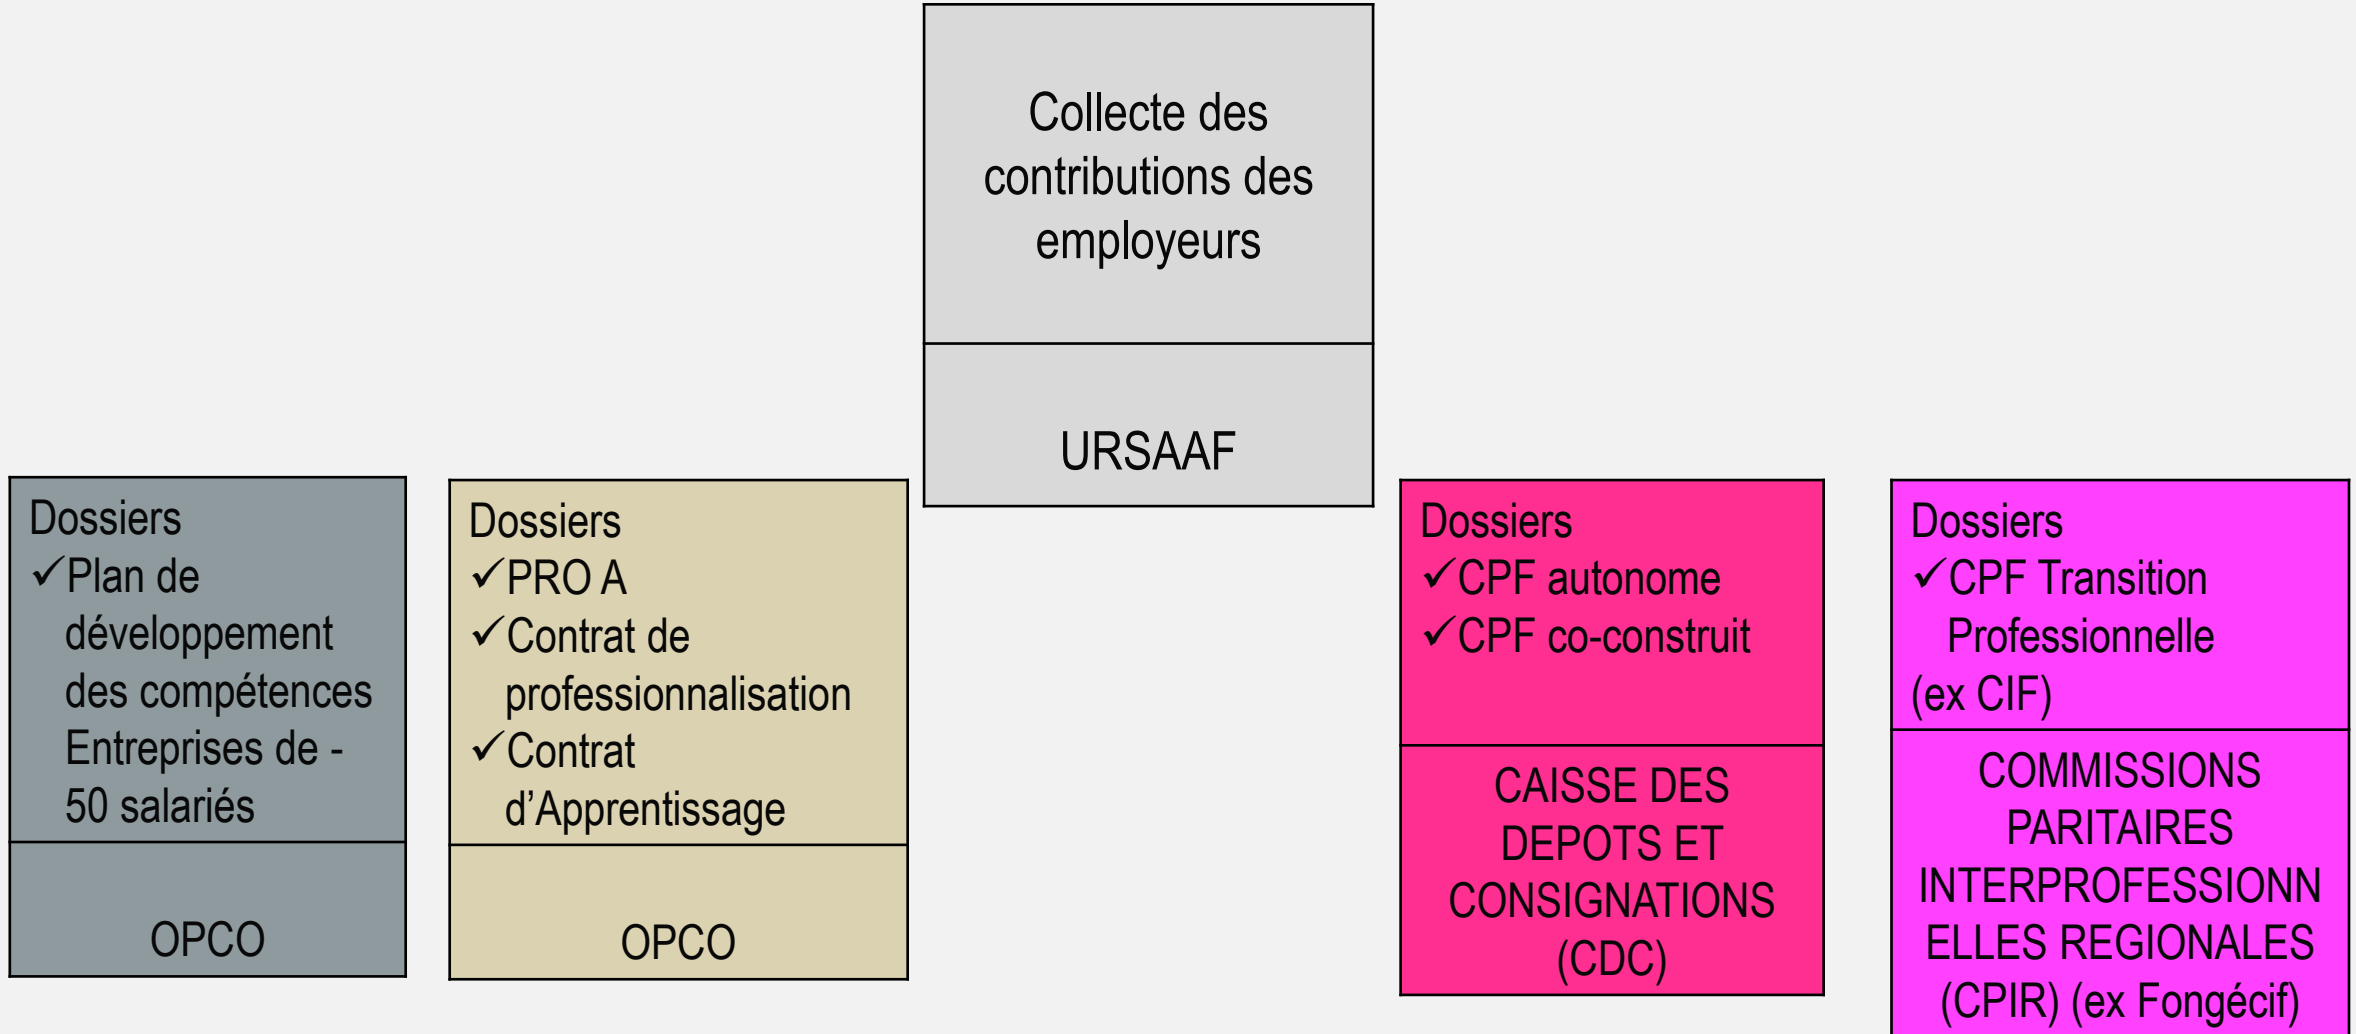 Collecte des
contributions des
employeurs
URSAAF
Dossiers
✓Plan de
développement
des compétences
Entreprises de -
50 salariés
OPCO
Dossiers
✓PRO A
✓Contrat de
professionnalisation
✓Contrat
d’Apprentissage
OPCO
Dossiers
✓CPF autonome
✓CPF co-construit
CAISSE DES
DEPOTS ET
CONSIGNATIONS
(CDC)
Dossiers
✓CPF Transition
Professionnelle
(ex CIF)
COMMISSIONS
PARITAIRES
INTERPROFESSIONN
ELLES REGIONALES
(CPIR) (ex Fongécif)